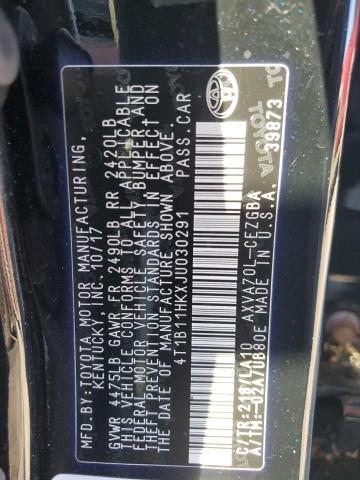 MFD.BY:TOYOTA MOTOR MANUFACTURING
KENTUCKY, INC. 10/17
GVWR 4475LB GAWR FR 2490LB RR 2420LB
THIS VEHICLE CONFORMS TO ALL APPLICABLE
FEDERAL MOTOR VEHICLE SAFETY, BUMPER, AND
THEFT PREVENTION STANDARDS IN EFFECT ON
THE DATE OF MANUFACTURE SHOWN ABOVE.
4T1B11HKXJU030291 PASS.CAR
C/TR:218/LA10 AXVA70L-CEZGBA
A/TM:-02A/UB80E MADE IN U.S.A.
39873
TOYOTA